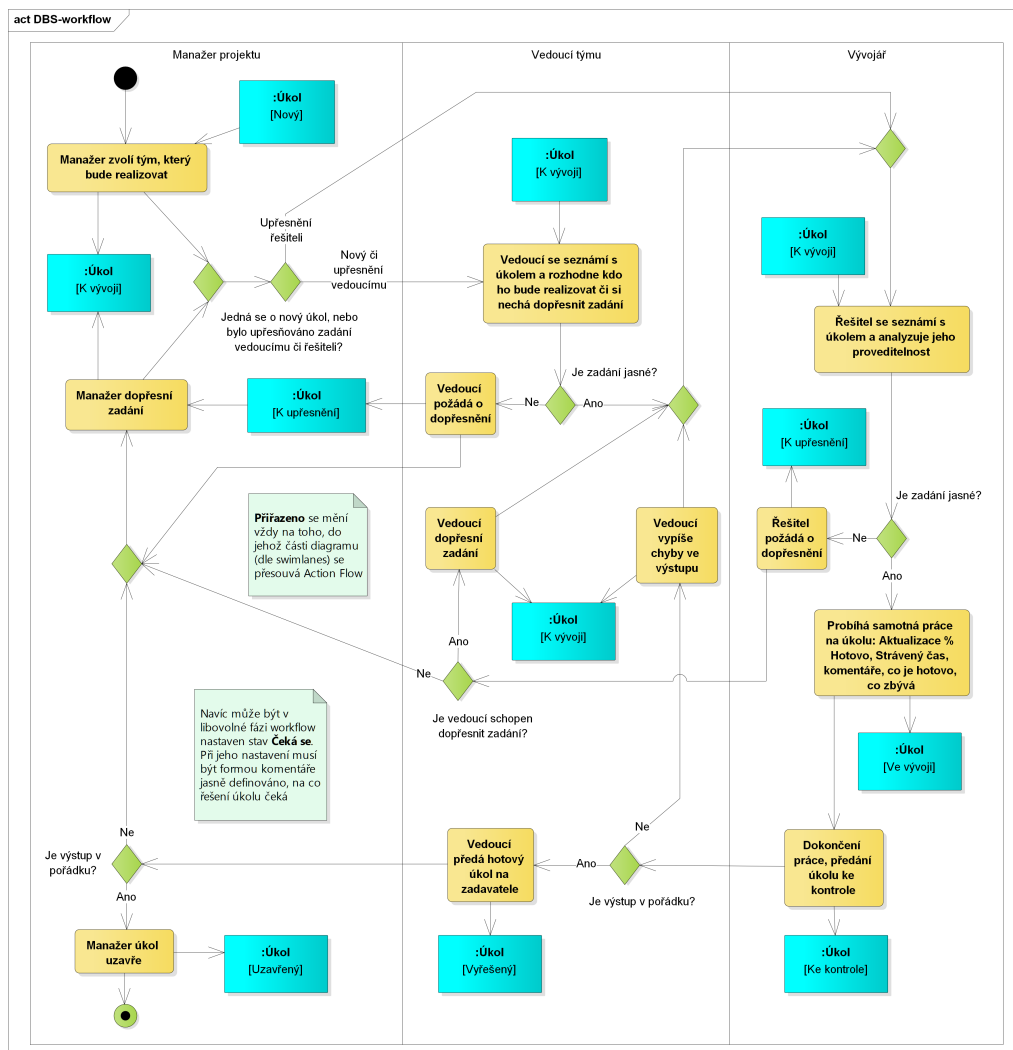 act DBS-workflow
Manažer projektu
Vedoucí týmu
Vývojář
:Úkol
[Nový]
Manažer zvolí tým, který
bude realizovat
:Úkol
[K vývoji]
Upřesnění
řešiteli
Nový či
upřesnění
vedoucímu
Jedná se o nový úkol, nebo
bylo upřesňováno zadání
vedoucímu či řešiteli?
Manažer dopřesní
zadání
:Úkol
[K upřesnění]
:Úkol
[K vývoji]
Vedoucí se seznámí s
úkolem a rozhodne kdo
ho bude realizovat či si
nechá dopřesnit zadání
Je zadání jasné?
Ne
Ano
Vedoucí
požádá o
dopřesnění
:Úkol
[K vývoji]
Řešitel se seznámí s
úkolem a analyzuje jeho
proveditelnost
:Úkol
[K upřesnění]
Je zadání jasné?
Řešitel
požádá o
dopřesnění
Ne
Ano
Přiřazeno se mění
vždy na toho, do
jehož části diagramu
(dle swimlanes) se
přesouvá Action Flow
Vedoucí
dopřesní
zadání
Vedoucí
vypíše
chyby ve
výstupu
:Úkol
[K vývoji]
Ano
Ne
Je vedoucí schopen
dopřesnit zadání?
Probíhá samotná práce
na úkolu: Aktualizace %
Hotovo, Strávený čas,
komentáře, co je hotovo,
co zbývá
:Úkol
[Ve vývoji]
Navíc může být v
libovolné fázi workflow
nastaven stav Čeká se.
Při jeho nastavení musí
být formou komentáře
jasně definováno, na co
řešení úkolu čeká
Ne
Je výstup v
pořádku?
Ano
Vedoucí
předá hotový
úkol na
zadavatele
Ne
Ano
Je výstup v pořádku?
Dokončení
práce, předání
úkolu ke
kontrole
Manažer úkol
uzavře
:Úkol
[Uzavřený]
:Úkol
[Vyřešený]
:Úkol
[Ke kontrole]